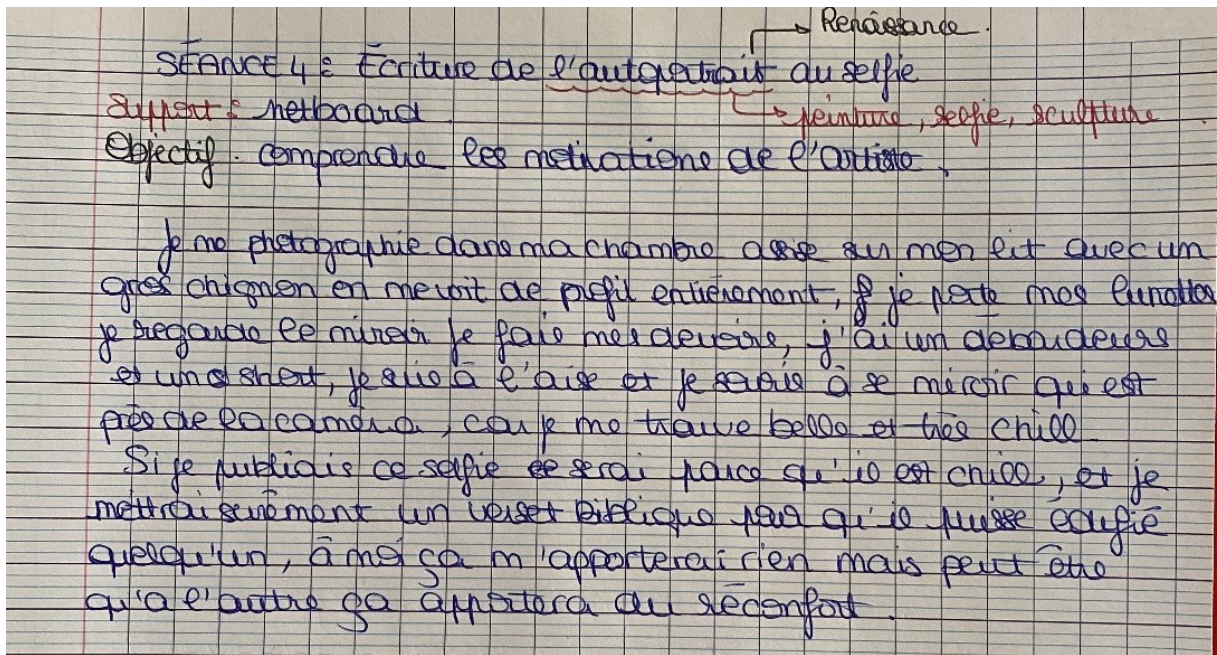 Renaissance.
SÉANCE 4 : Écriture de l'autoportrait au selfie
Support : netboard
peinture, selfie, sculpture.
Objectif : comprendre les motivations de l'artiste.
Je me photographie dans ma chambre assise sur mon lit avec un
gros chignon en me voit de profil entièrement, je porte mes lunettes
je regarde le miroir je fais mes devoirs, j'ai un debardeurs
et un short, je suis à l'aise et je souris à se miroir qui est
près de la caméra, car je me trouve belle et très chill
Si je publiais ce selfie ce serai parce qu'il est chill, et je
mettrai surement un verset biblique pour qu'il puisse édifié
quelqu'un, à moi ça m'apporterai rien mais peut être
qu'a l'autre ça apportera du réconfort.